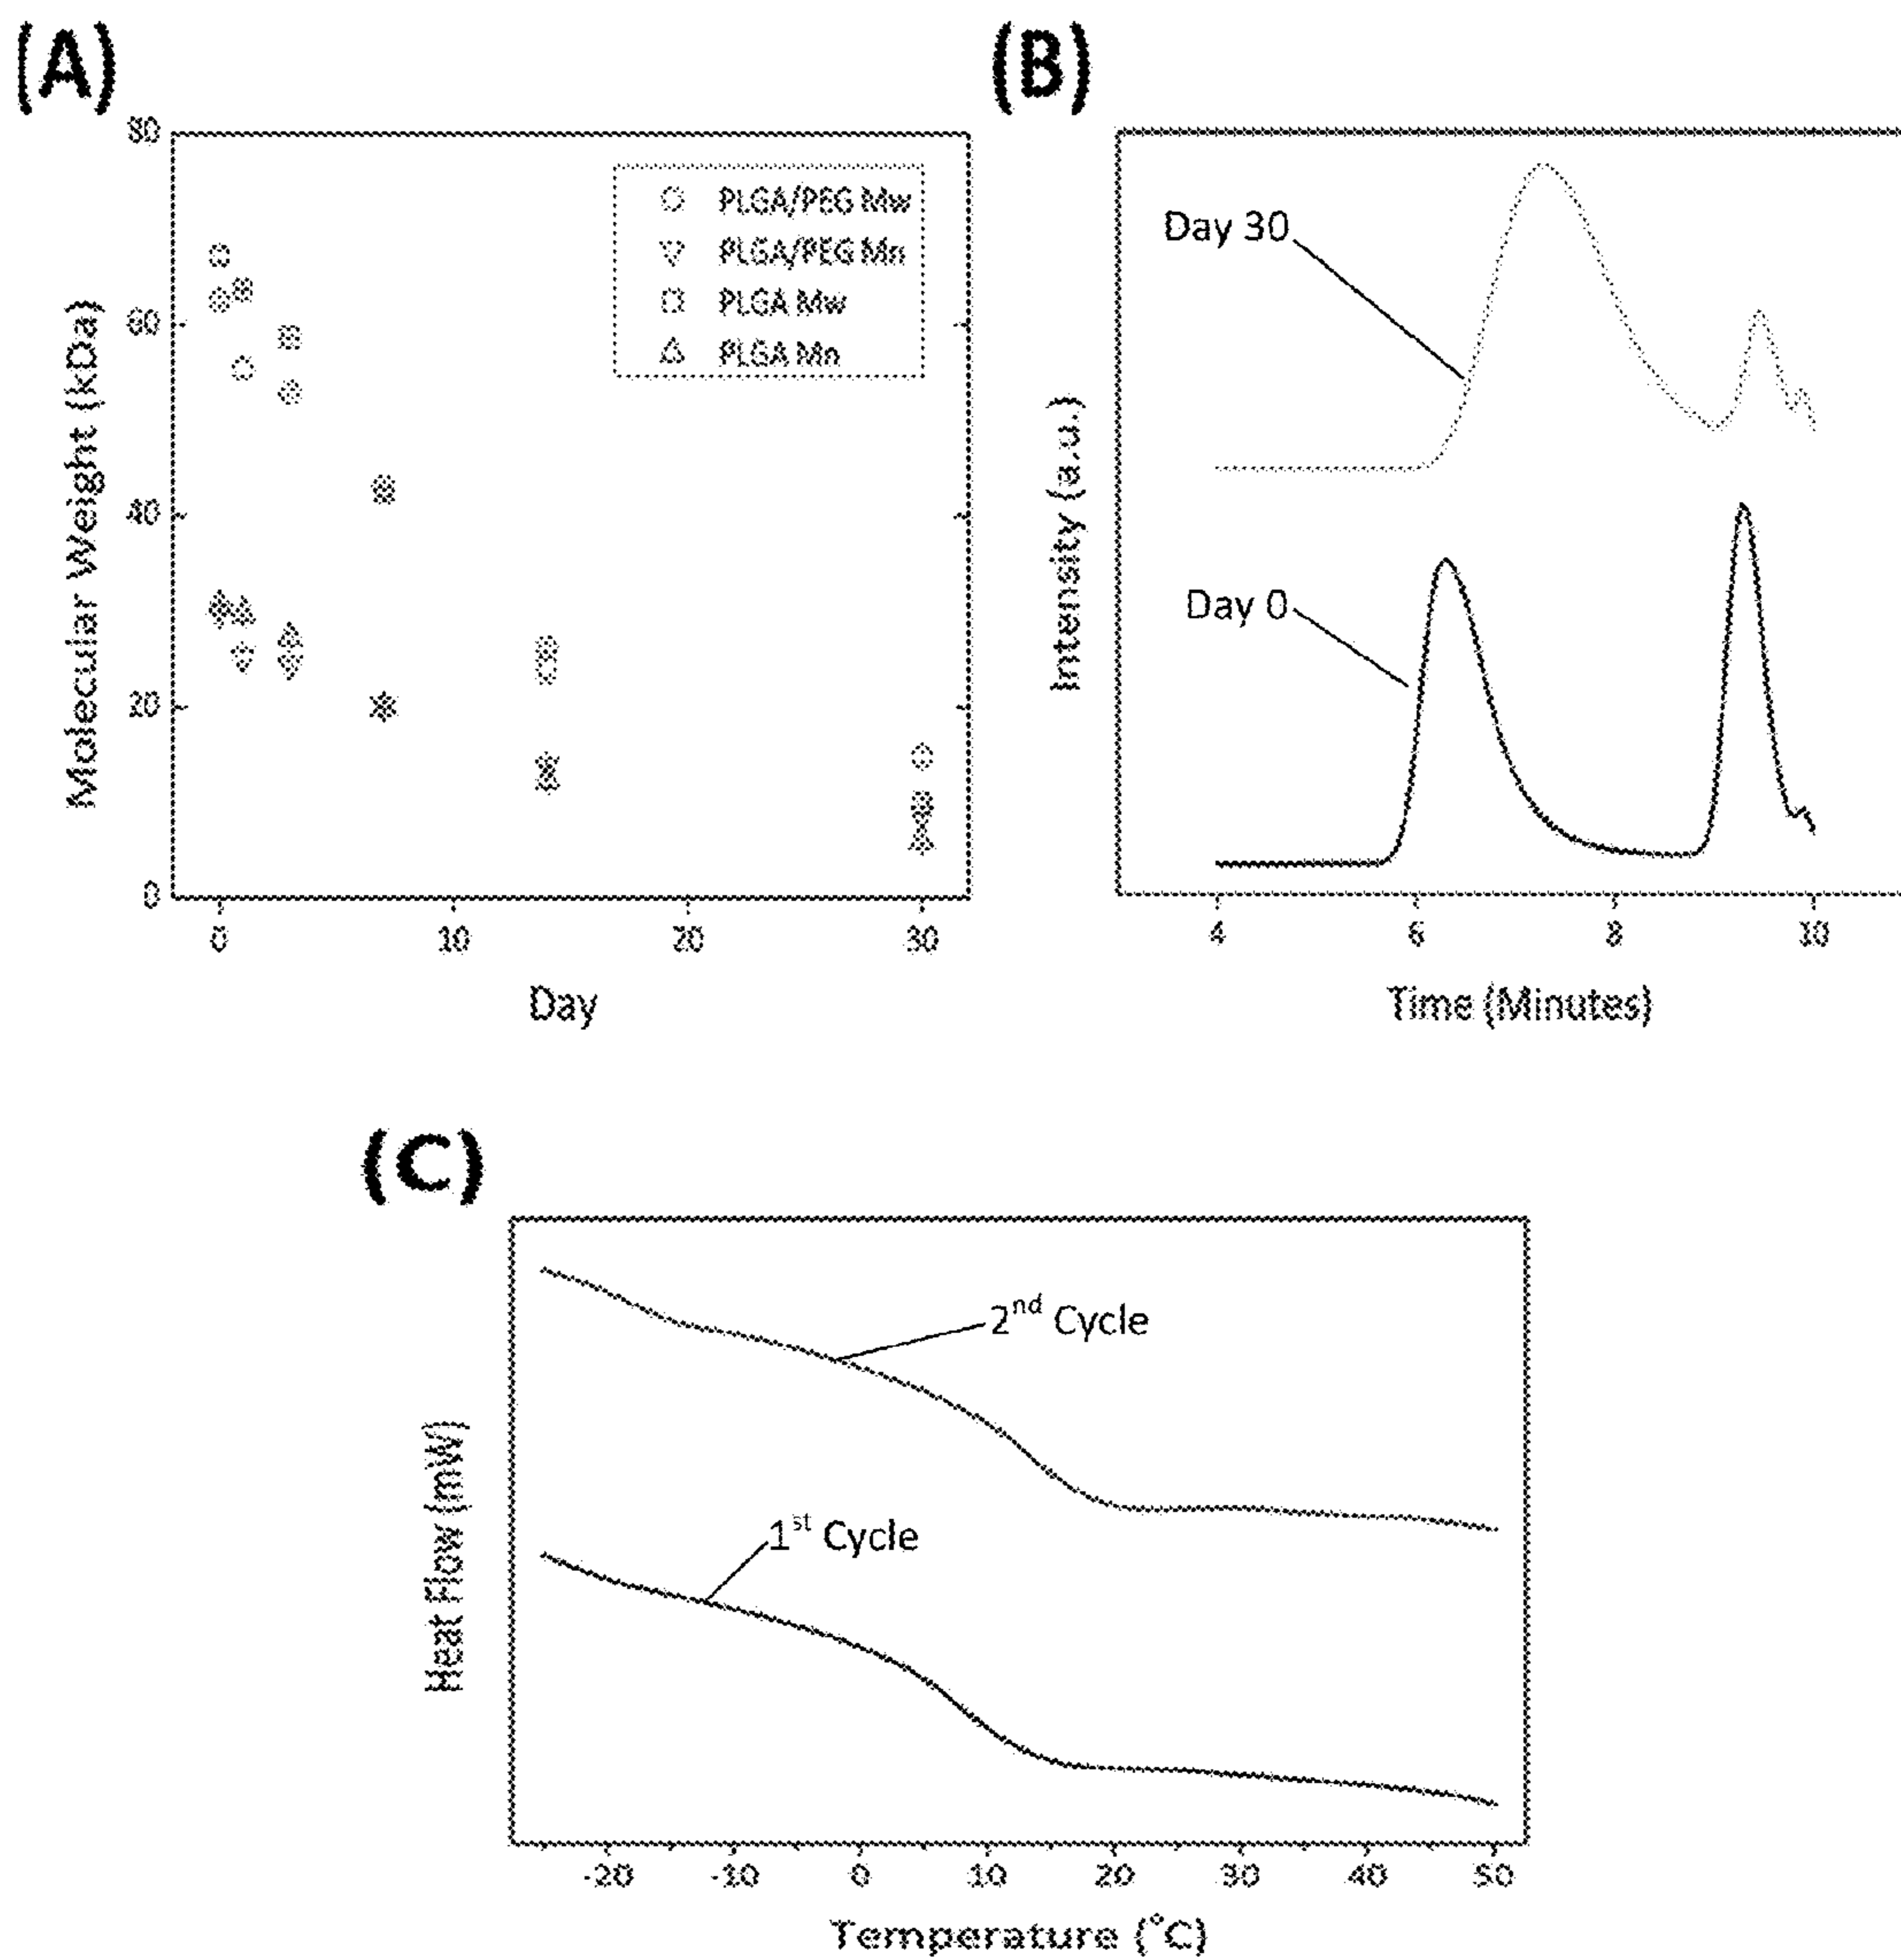 (A)
80
60
40
20
0
0 10 20 30
Molecular Weight (kDa)
Day
PLGA/PEG Mw
PLGA/PEG Mn
PLGA Mw
PLGA Mn
(B)
Day 30
Day 0
Intensity (a.u.)
4 6 8 10
Time (Minutes)
(C)
2nd Cycle
1st Cycle
Heat Flow (mW)
-20 -10 0 10 20 30 40 50
Temperature (°C)